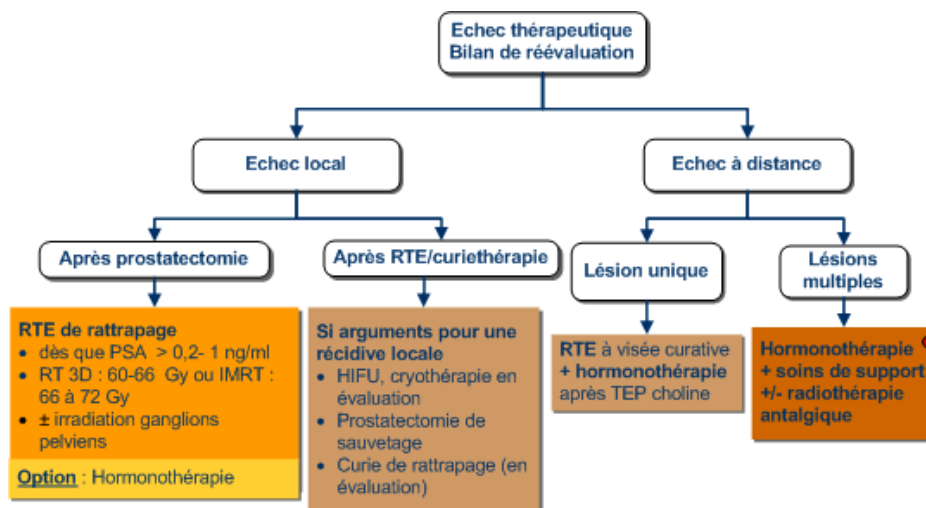 Echec thérapeutique
Bilan de réévaluation
Echec local
Echec à distance
Après prostatectomie
Après RTE/curiethérapie
Lésion unique
Lésions
multiples
RTE de rattrapage
• dès que PSA > 0,2- 1 ng/ml
• RT 3D : 60-66 Gy ou IMRT :
66 à 72 Gy
• ± irradiation ganglions
pelviens
Option : Hormonothérapie
Si arguments pour une
récidive locale
• HIFU, cryothérapie en
évaluation
• Prostatectomie de
sauvetage
• Curie de rattrapage (en
évaluation)
RTE à visée curative
+ hormonothérapie
après TEP choline
Hormonothérapie
+ soins de support
+/- radiothérapie
antalgique